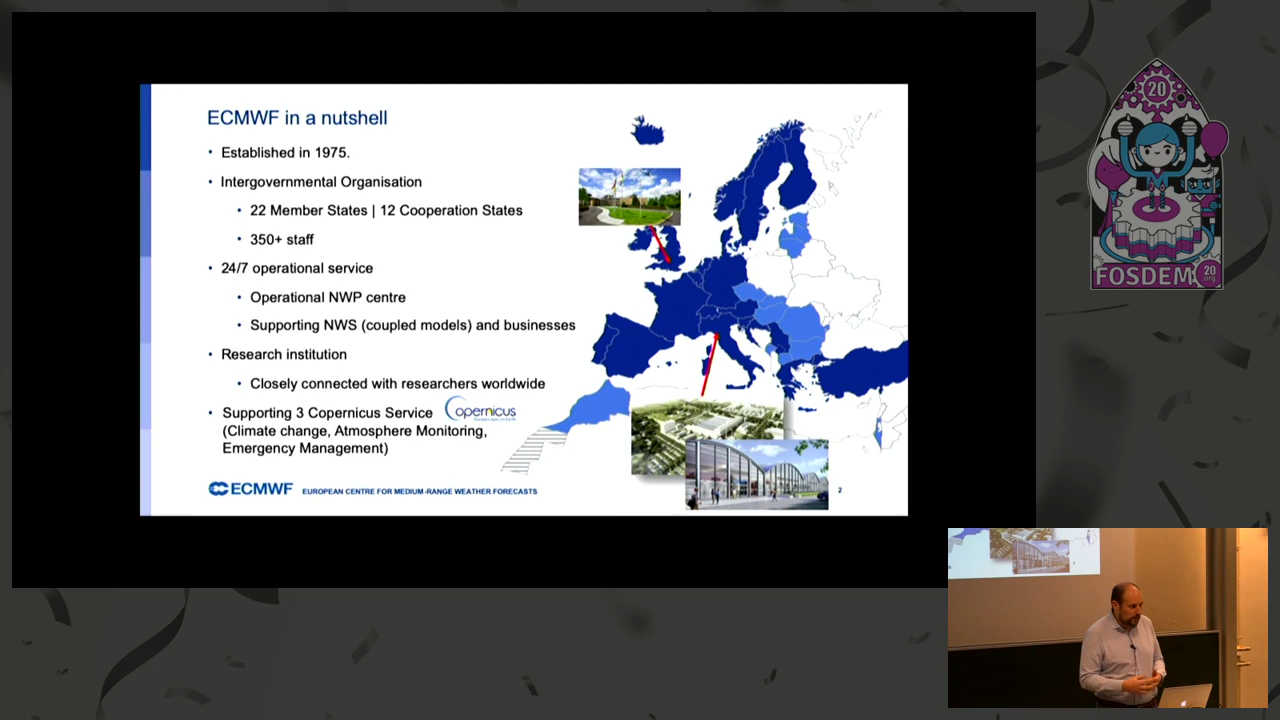 ECMWF in a nutshell
• Established in 1975.
• Intergovernmental Organisation
• 22 Member States | 12 Cooperation States
• 350+ staff
• 24/7 operational service
• Operational NWP centre
• Supporting NWS (coupled models) and businesses
• Research institution
• Closely connected with researchers worldwide
• Supporting 3 Copernicus Service
opernicus
(Climate change, Atmosphere Monitoring,
Emergency Management)
ECMWF EUROPEAN CENTRE FOR MEDIUM-RANGE WEATHER FORECASTS
2
20
FOSDEM
20
.org